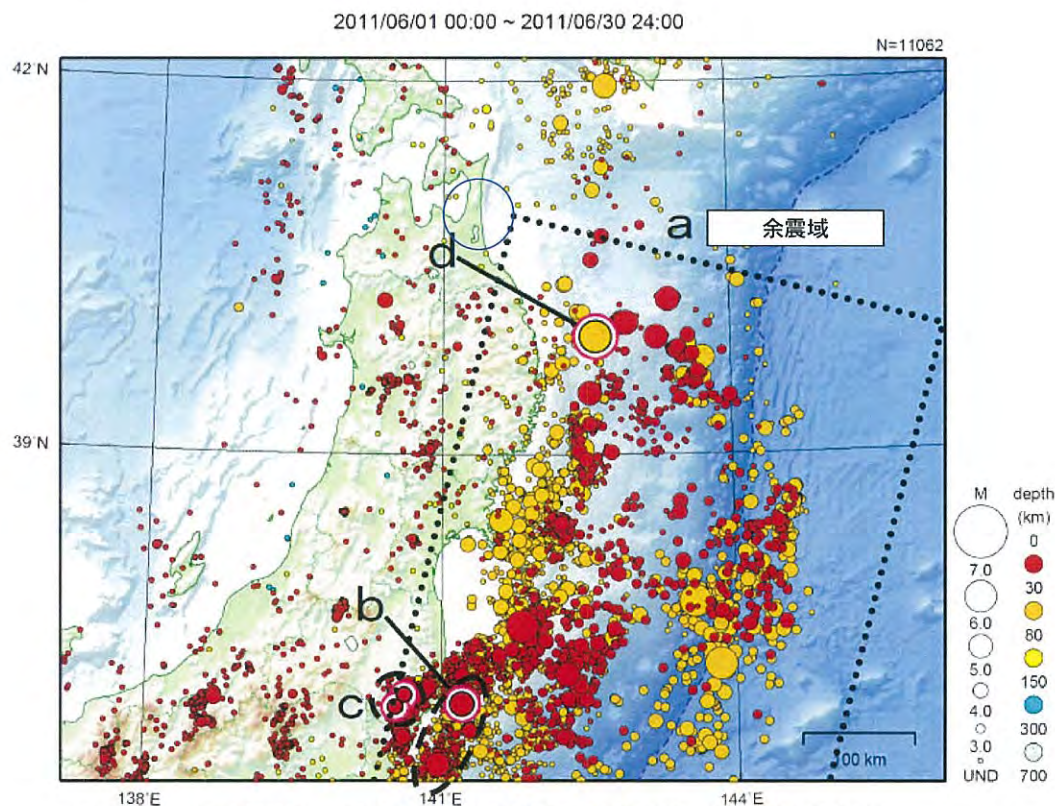 2011/06/01 00:00 ~ 2011/06/30 24:00
N=11062
42˚N
a 余震域
d
39˚N
b
c
100 km
138˚E
141˚E
144˚E
M
7.0
6.0
5.0
4.0
3.0
UND
depth
(km)
0
30
80
150
300
700